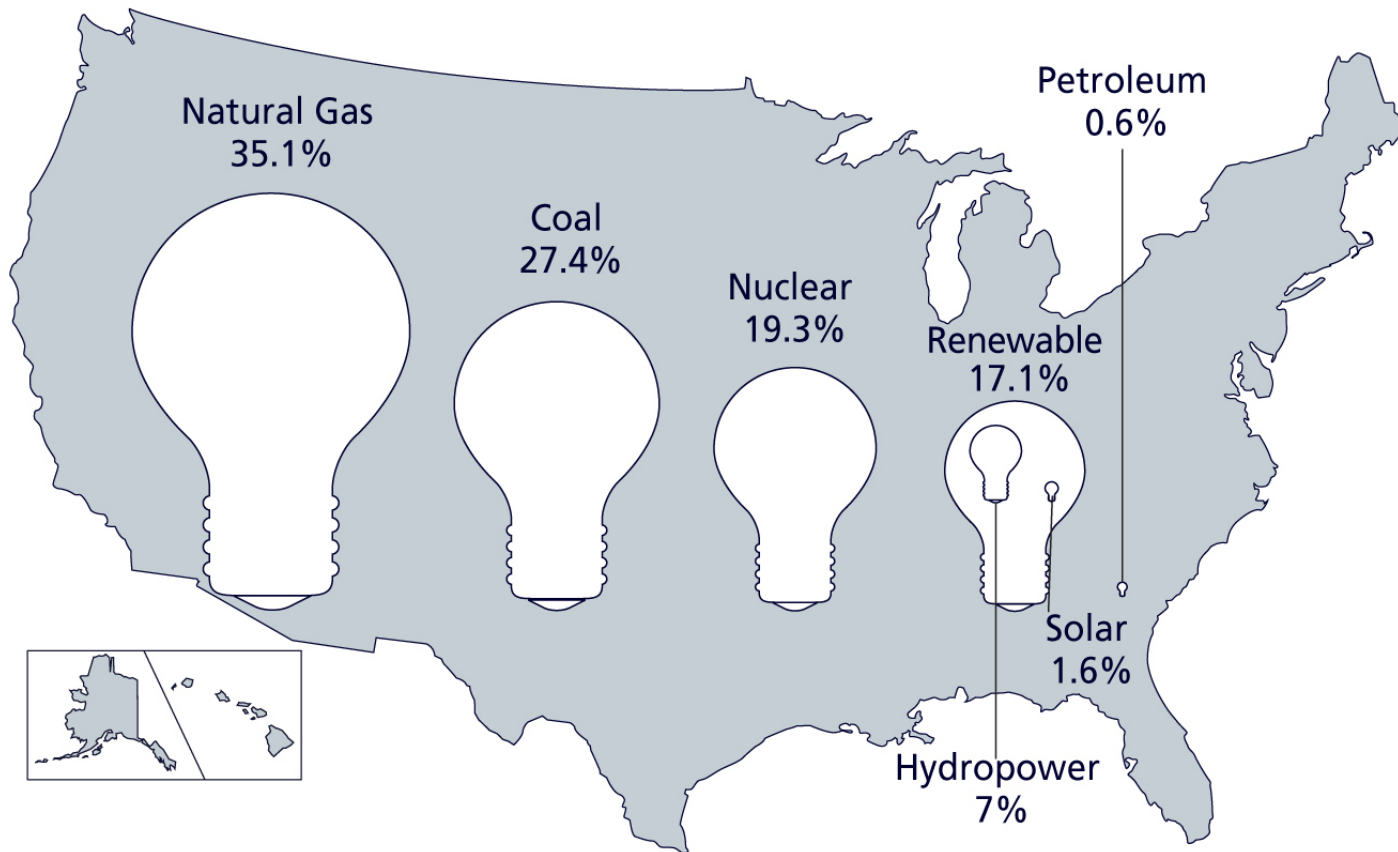 Natural Gas
35.1%
Coal
27.4%
Nuclear
19.3%
Renewable
17.1%
Petroleum
0.6%
Solar
1.6%
Hydropower
7%